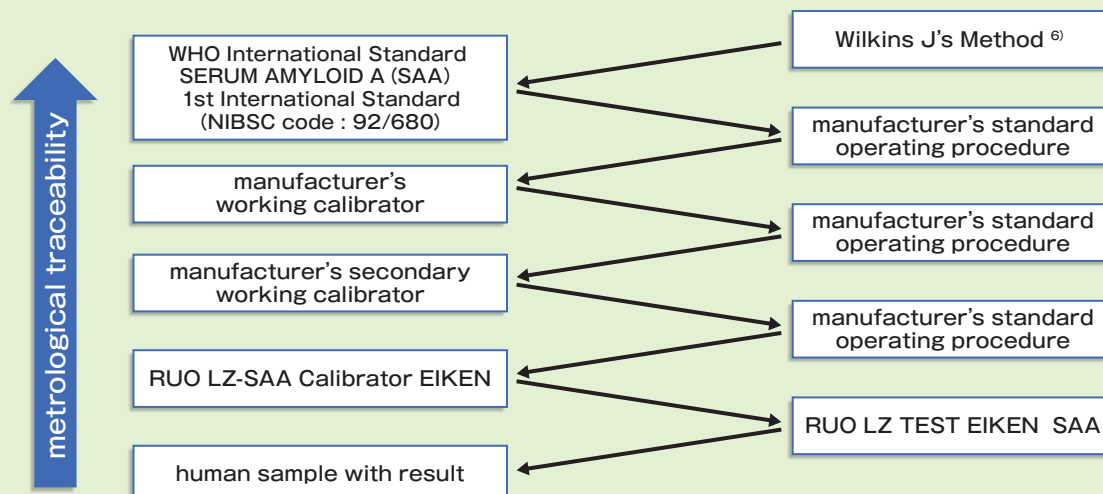 metrological traceability
WHO International Standard
SERUM AMYLOID A (SAA)
1st International Standard
(NIBSC code : 92/680)
Wilkins J's Method 6)
manufacturer's standard
operating procedure
manufacturer's
working calibrator
manufacturer's standard
operating procedure
manufacturer's secondary
working calibrator
manufacturer's standard
operating procedure
RUO LZ-SAA Calibrator EIKEN
RUO LZ TEST EIKEN SAA
human sample with result